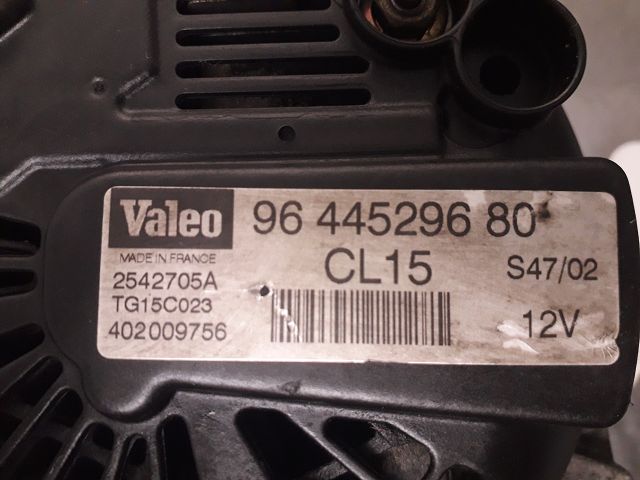 Valeo 96 445296 80
MADE IN FRANCE
CL15 S47/02
2542705A
TG15C023
402009756 12V